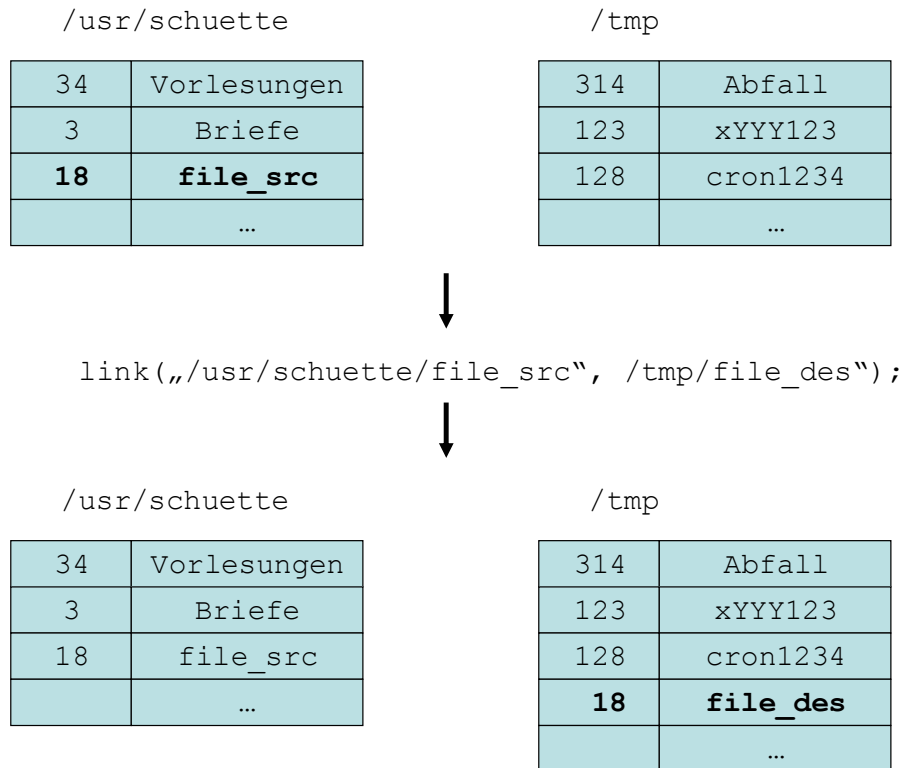 /usr/schuette /tmp
34 Vorlesungen 314 Abfall
3 Briefe 123 xYYY123
18 file_src 128 cron1234
… …
link(„/usr/schuette/file_src“, /tmp/file_des“);
/usr/schuette /tmp
34 Vorlesungen 314 Abfall
3 Briefe 123 xYYY123
18 file_src 128 cron1234
… 18 file_des
…